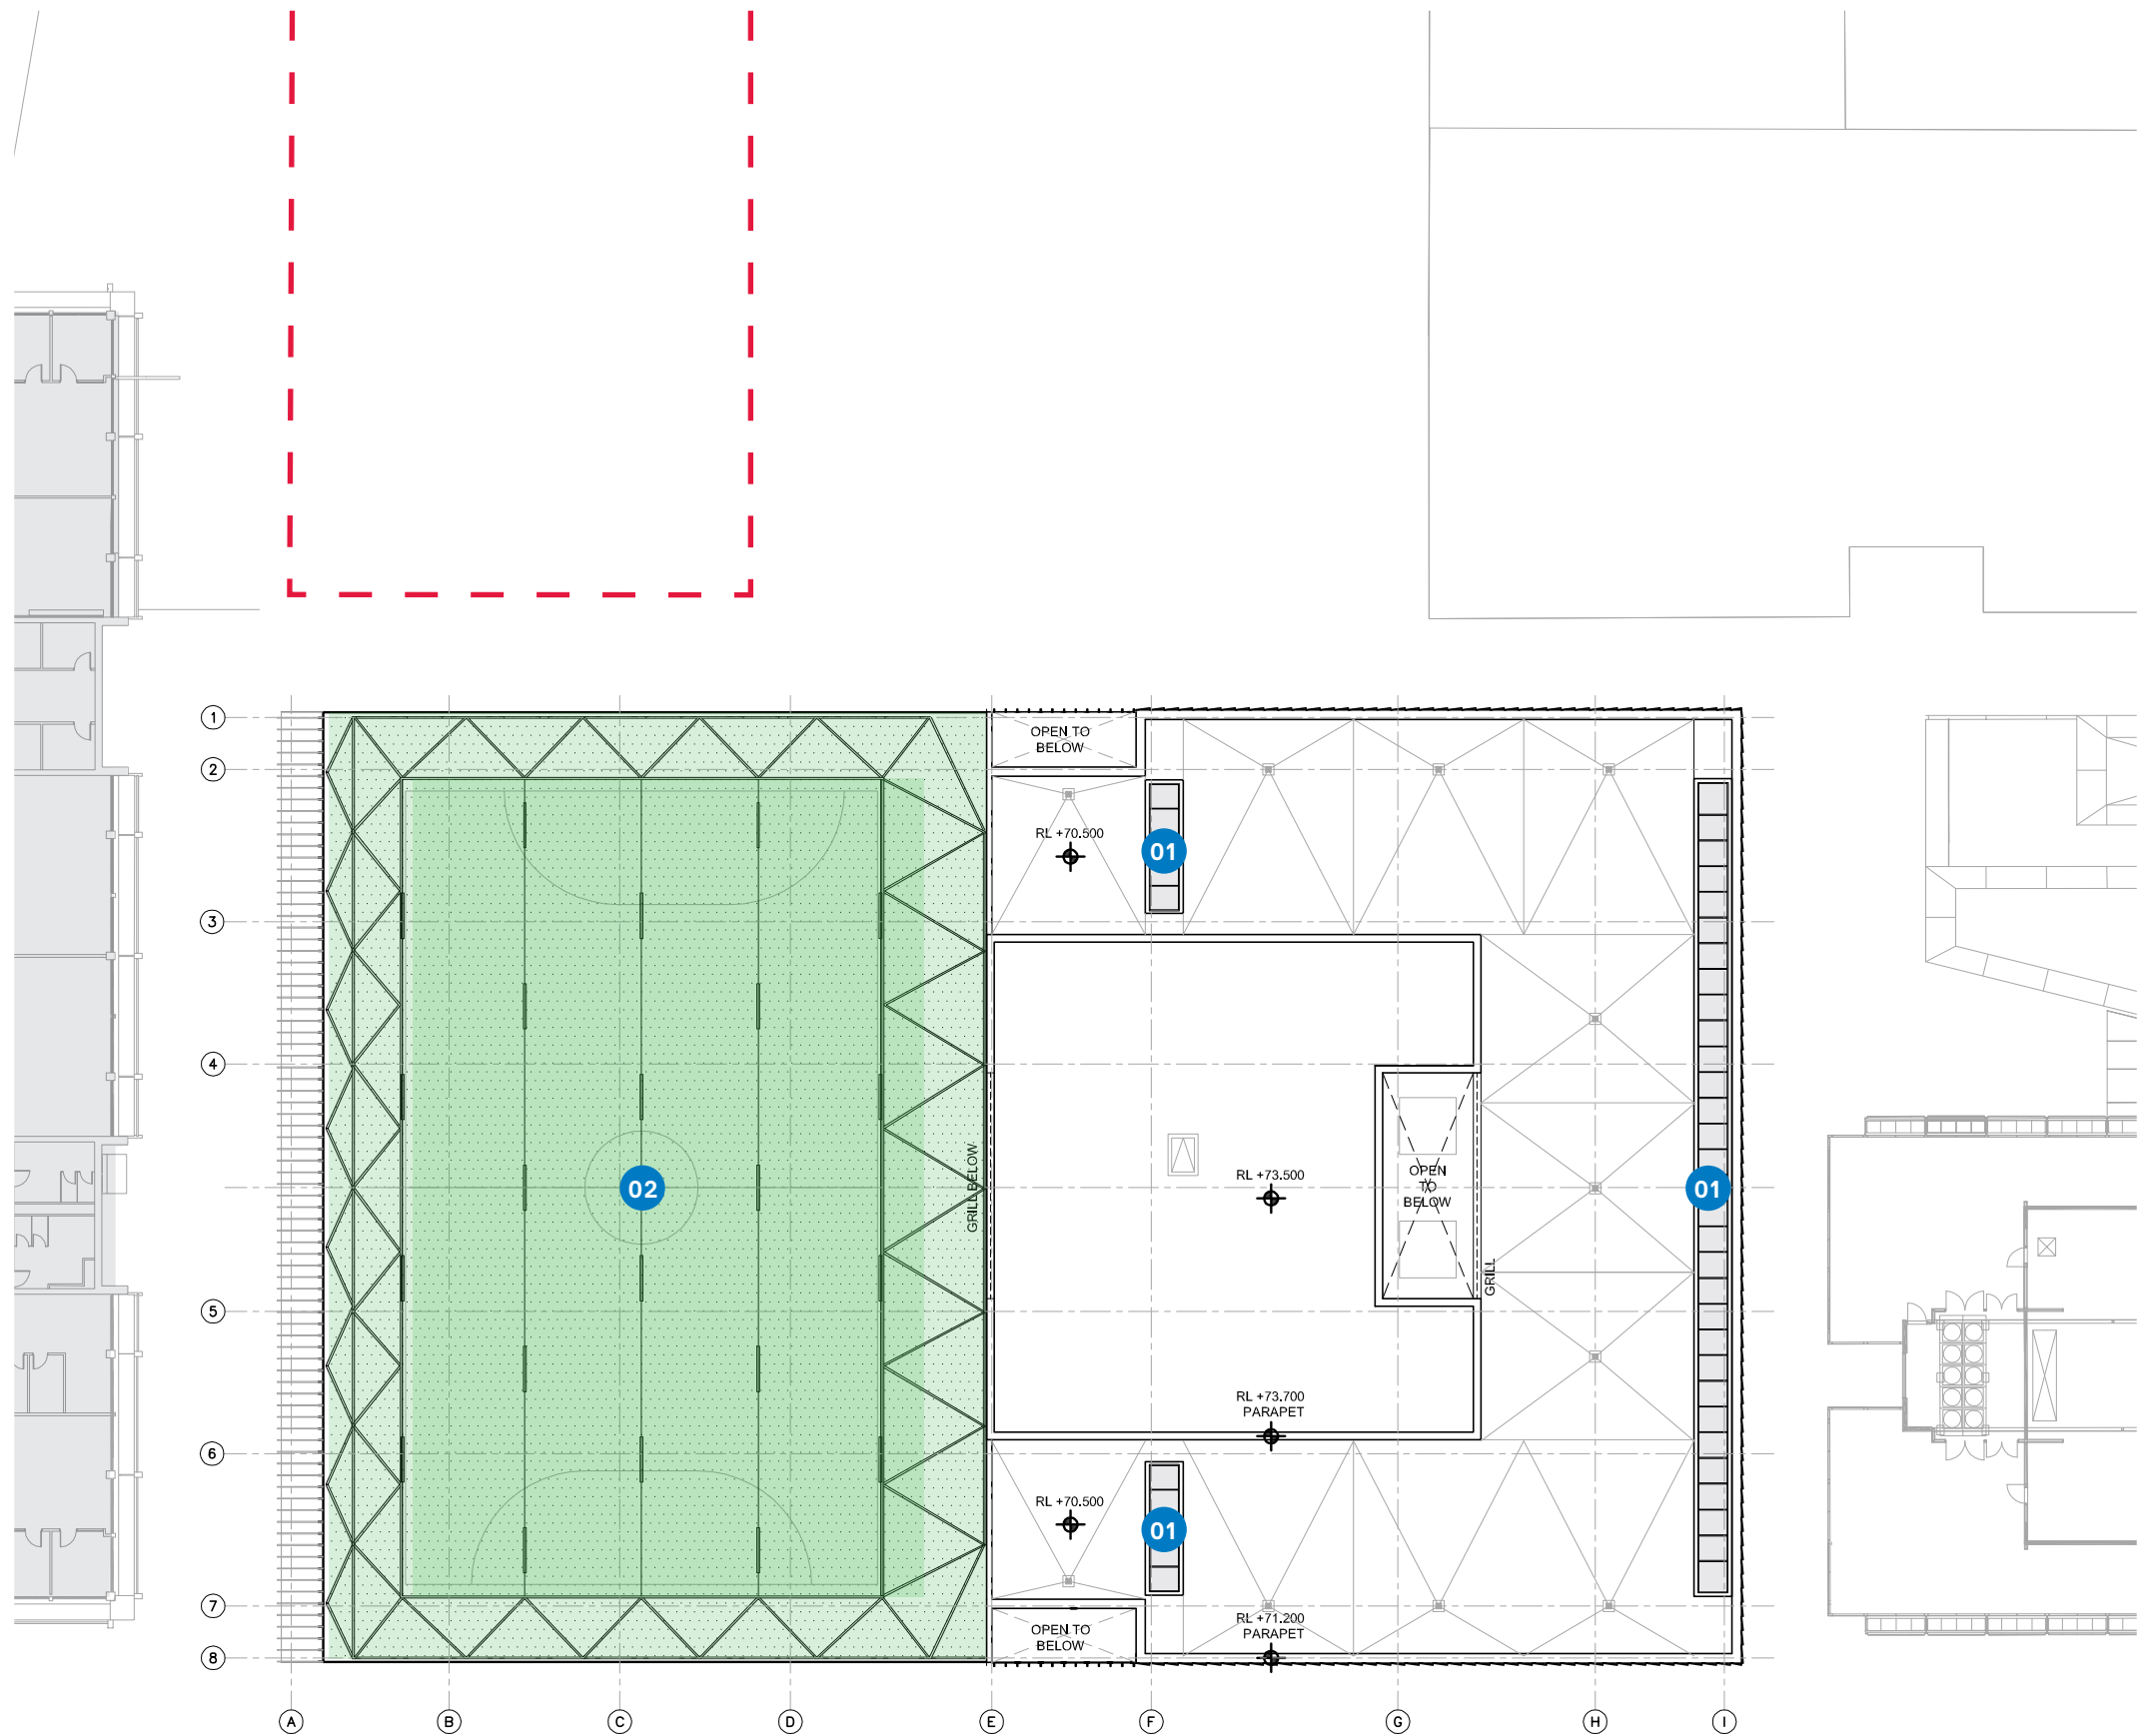 1
OPEN TO
BELOW
2
RL +70.500
01
3
4
GRILL BELOW
OPEN
TO
BELOW
RL +73.500
02
01
GRILL
5
RL +73.700
PARAPET
6
RL +70.500
01
7
RL +71.200
PARAPET
OPEN TO
BELOW
8
A B C D E F G H I